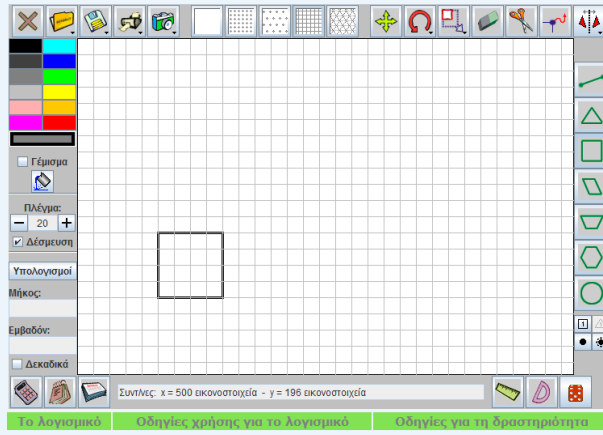 Γέμισμα
Πλέγμα:
20
Δέσμευση
Υπολογισμοί
Μήκος:
Εμβαδόν:
Δεκαδικά
1
Συντ/νες: x = 500 εικονοστοιχεία - y = 196 εικονοστοιχεία
Το λογισμικό Οδηγίες χρήσης για το λογισμικό Οδηγίες για τη δραστηριότητα